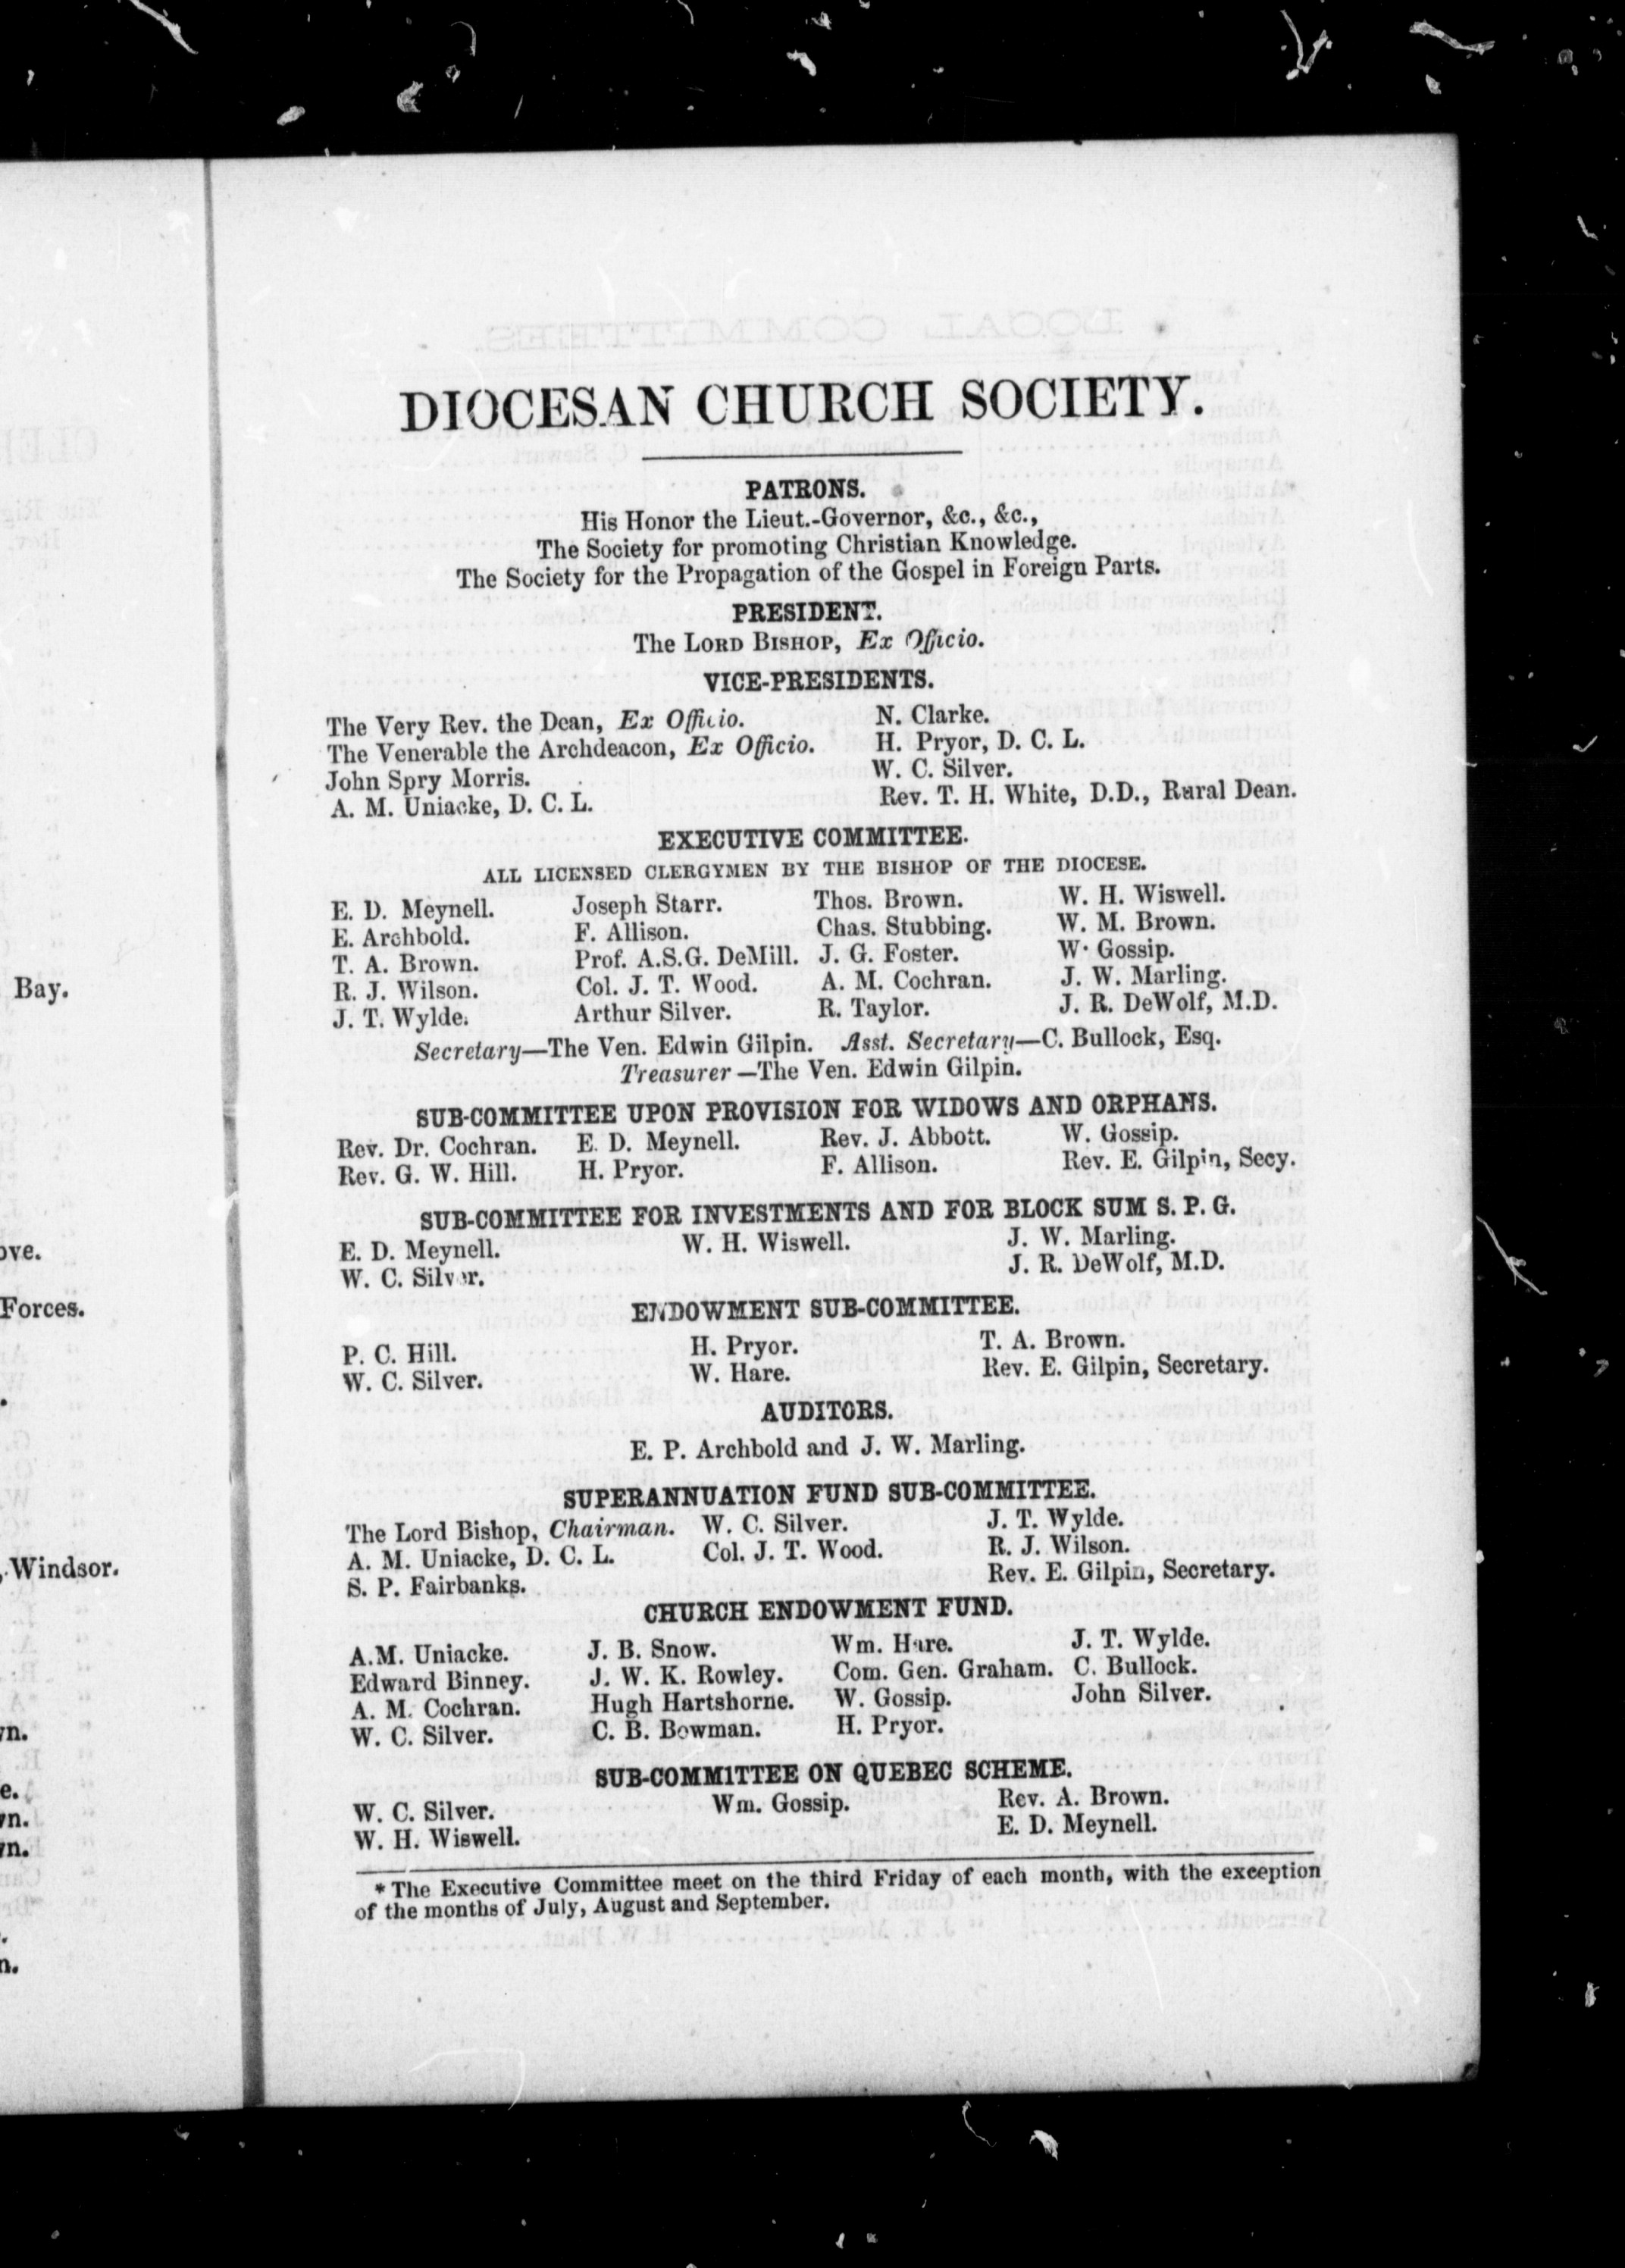 DIOCESAN CHURCH SOCIETY.
PATRONS.
His Honor the Lieut.-Governor, &c., &c.,
The Society for promoting Christian Knowledge.
The Society for the Propagation of the Gospel in Foreign Parts.
PRESIDENT.
The LORD BISHOP, Ex Officio.
VICE-PRESIDENTS.
The Very Rev. the Dean, Ex Officio. N. Clarke.
The Venerable the Archdeacon, Ex Officio. H. Pryor, D. C. L.
John Spry Morris. W. C. Silver.
A. M. Uniacke, D. C. L. Rev. T. H. White, D.D., Rural Dean.
EXECUTIVE COMMITTEE.
ALL LICENSED CLERGYMEN BY THE BISHOP OF THE DIOCESE.
E. D. Meynell. Joseph Starr. Thos. Brown. W. H. Wiswell.
E. Archbold. F. Allison. Chas. Stubbing. W. M. Brown.
T. A. Brown. Prof. A.S.G. DeMill. J. G. Foster. W. Gossip.
R. J. Wilson. Col. J. T. Wood. A. M. Cochran. J. W. Marling.
J. T. Wylde. Arthur Silver. R. Taylor. J. R. DeWolf, M.D.
Secretary—The Ven. Edwin Gilpin. Asst. Secretary—C. Bullock, Esq.
Treasurer—The Ven. Edwin Gilpin.
SUB-COMMITTEE UPON PROVISION FOR WIDOWS AND ORPHANS.
Rev. Dr. Cochran. E. D. Meynell. Rev. J. Abbott. W. Gossip.
Rev. G. W. Hill. H. Pryor. F. Allison. Rev. E. Gilpin, Secy.
SUB-COMMITTEE FOR INVESTMENTS AND FOR BLOCK SUM S. P. G.
E. D. Meynell. W. H. Wiswell. J. W. Marling.
W. C. Silver. J. R. DeWolf, M.D.
ENDOWMENT SUB-COMMITTEE.
P. C. Hill. H. Pryor. T. A. Brown.
W. C. Silver. W. Hare. Rev. E. Gilpin, Secretary.
AUDITORS.
E. P. Archbold and J. W. Marling.
SUPERANNUATION FUND SUB-COMMITTEE.
The Lord Bishop, Chairman. W. C. Silver. J. T. Wylde.
A. M. Uniacke, D. C. L. Col. J. T. Wood. R. J. Wilson.
S. P. Fairbanks. Rev. E. Gilpin, Secretary.
CHURCH ENDOWMENT FUND.
A.M. Uniacke. J. B. Snow. Wm. Hare. J. T. Wylde.
Edward Binney. J. W. K. Rowley. Com. Gen. Graham. C. Bullock.
A. M. Cochran. Hugh Hartshorne. W. Gossip. John Silver.
W. C. Silver. C. B. Bowman. H. Pryor.
SUB-COMMITTEE ON QUEBEC SCHEME.
W. C. Silver. Wm. Gossip. Rev. A. Brown.
W. H. Wiswell. E. D. Meynell.
* The Executive Committee meet on the third Friday of each month, with the exception
of the months of July, August and September.
Bay.
Forces.
Windsor.